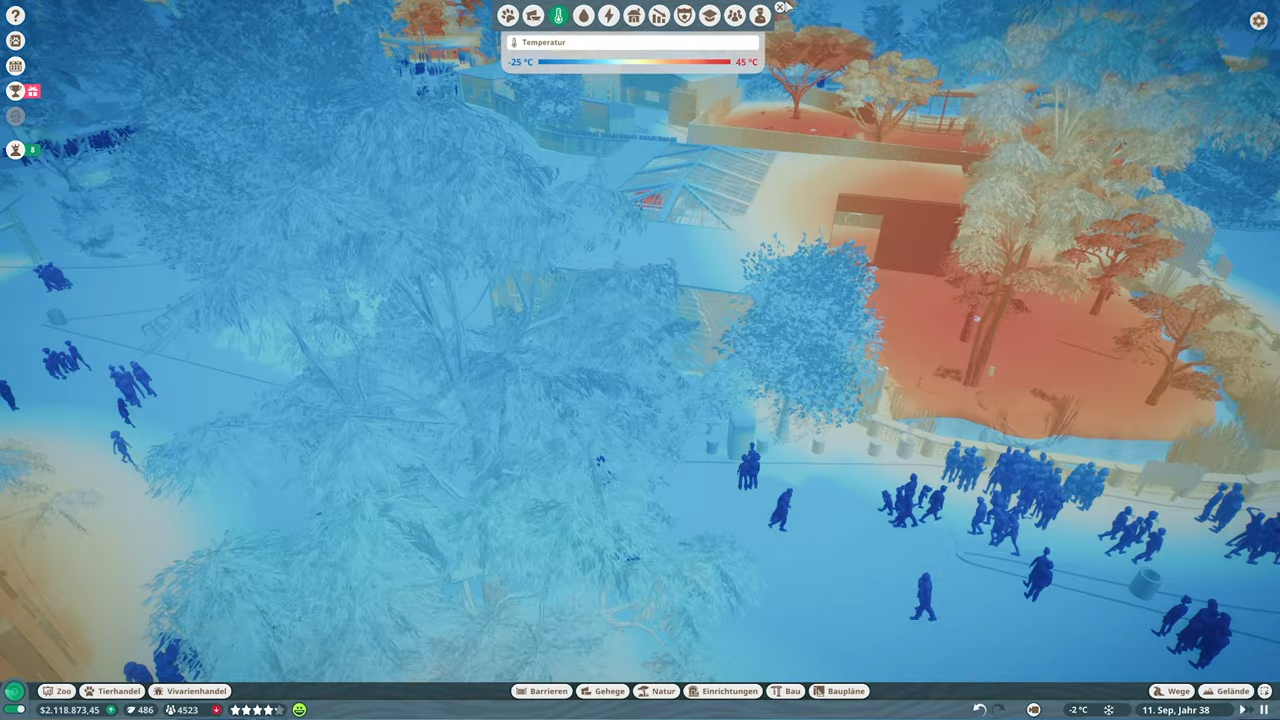 Temperatur
-25 °C 45 °C
8
Zoo Tierhandel Vivarienhandel Barrieren Gehege Natur Einrichtungen Bau Baupläne Wege Gelände
$2.118.873,45 486 4523 -2 °C 11. Sep, Jahr 38